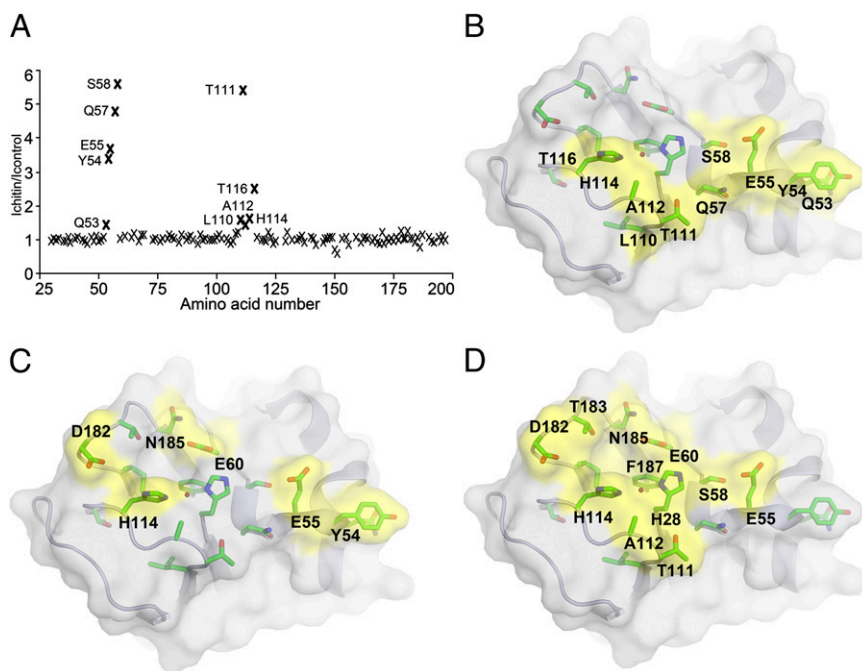 A
B
Ichitin/Icontrol
6
5
4
3
2
1
0
S58
Q57
E55
Y54
Q53
T111
T116
A112
L110
H114
25
50
75
100
125
150
175
200
Amino acid number
T116
H114
S58
A112
E55
Y54
Q57
Q53
L110
T111
C
D
D182
N185
E60
H114
E55
Y54
T183
D182
N185
E60
F187
S58
H114
H28
E55
A112
T111